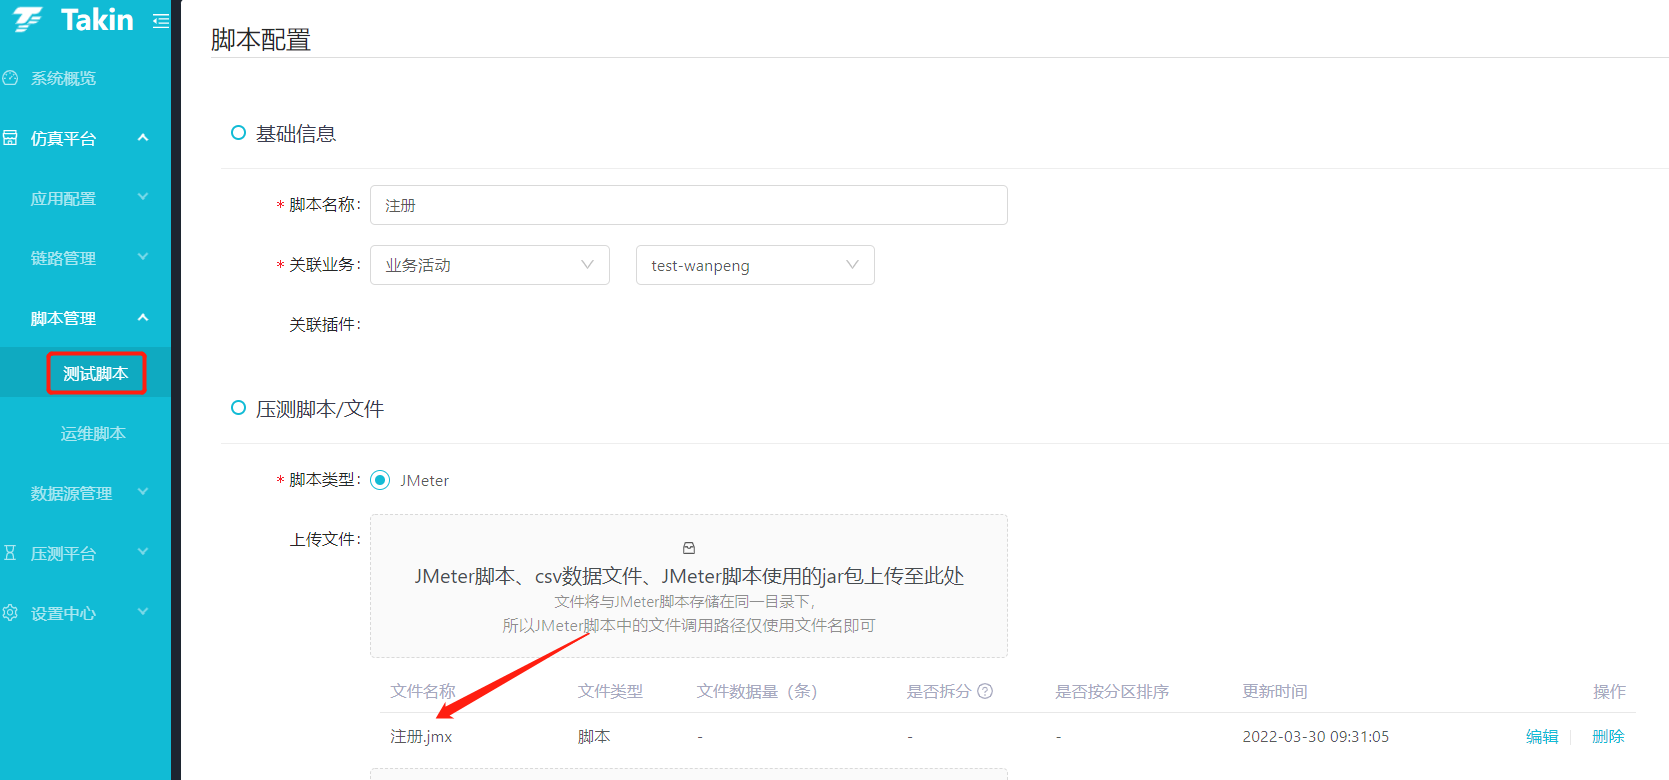 Takin
系统概览
仿真平台
应用配置
链路管理
脚本管理
测试脚本
运维脚本
数据源管理
压测平台
设置中心
脚本配置
基础信息
* 脚本名称： 注册
* 关联业务： 业务活动 test-wanpeng
关联插件：
压测脚本/文件
* 脚本类型： JMeter
上传文件：
JMeter脚本、csv数据文件、JMeter脚本使用的jar包上传至此处
文件将与JMeter脚本存储在同一目录下，
所以JMeter脚本中的文件调用路径仅使用文件名即可
文件名称 文件类型 文件数据量（条） 是否拆分 是否按分区排序 更新时间 操作
注册.jmx 脚本 - - - 2022-03-30 09:31:05 编辑 删除